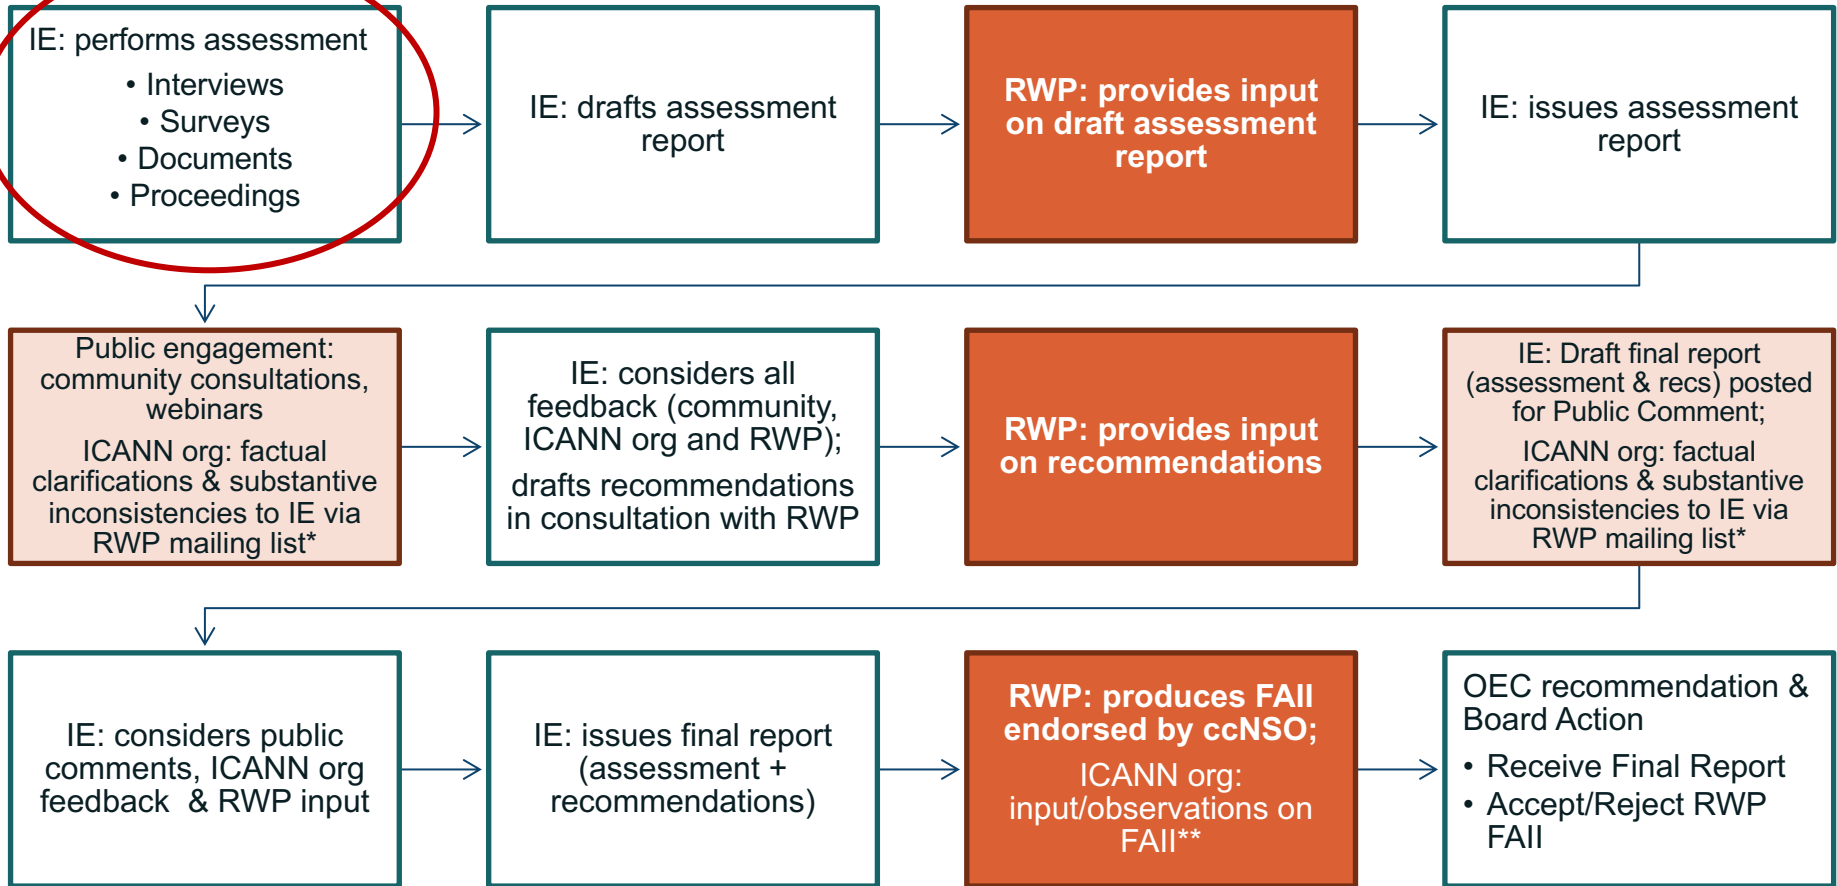 IE: performs assessment
• Interviews
• Surveys
• Documents
• Proceedings
IE: drafts assessment
report
RWP: provides input
on draft assessment
report
IE: issues assessment
report
Public engagement:
community consultations,
webinars
ICANN org: factual
clarifications & substantive
inconsistencies to IE via
RWP mailing list*
IE: considers all
feedback (community,
ICANN org and RWP);
drafts recommendations
in consultation with RWP
RWP: provides input
on recommendations
IE: Draft final report
(assessment & recs) posted
for Public Comment;
ICANN org: factual
clarifications & substantive
inconsistencies to IE via
RWP mailing list*
IE: considers public
comments, ICANN org
feedback & RWP input
IE: issues final report
(assessment +
recommendations)
RWP: produces FAII
endorsed by ccNSO;
ICANN org:
input/observations on
FAII**
OEC recommendation &
Board Action
• Receive Final Report
• Accept/Reject RWP
FAII